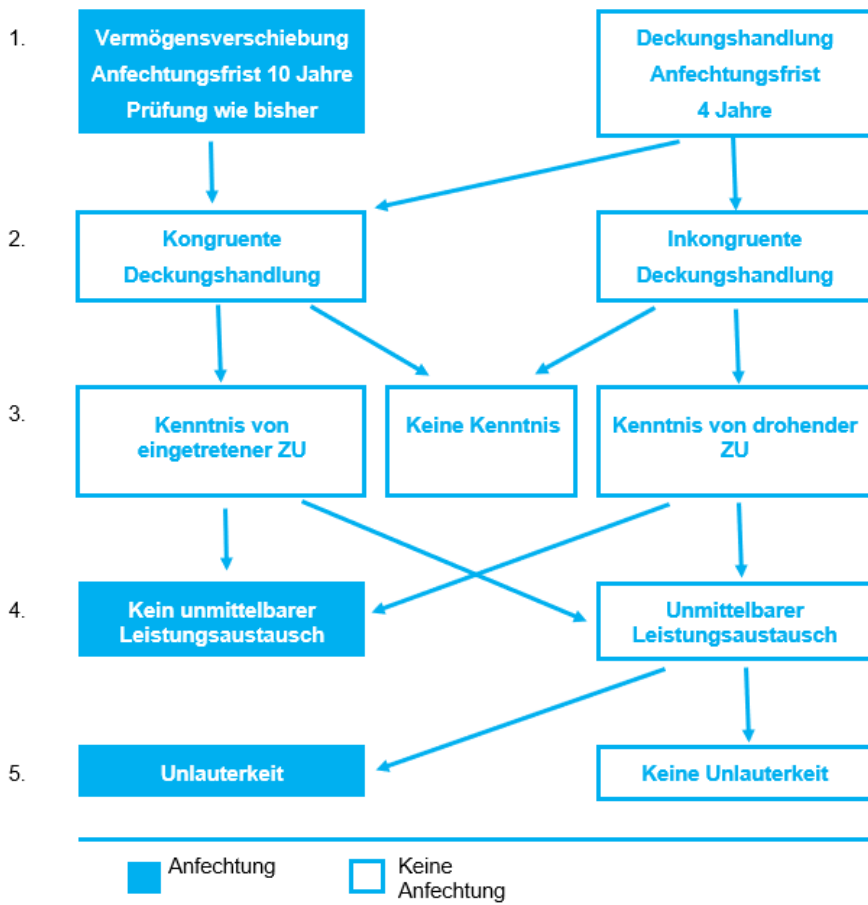 1.
Vermögensverschiebung
Anfechtungsfrist 10 Jahre
Prüfung wie bisher
Deckungshandlung
Anfechtungsfrist
4 Jahre
2.
Kongruente
Deckungshandlung
Inkongruente
Deckungshandlung
3.
Kenntnis von
eingetretener ZU
Keine Kenntnis
Kenntnis von drohender
ZU
4.
Kein unmittelbarer
Leistungsaustausch
Unmittelbarer
Leistungsaustausch
5.
Unlauterkeit
Keine Unlauterkeit
Anfechtung
Keine
Anfechtung